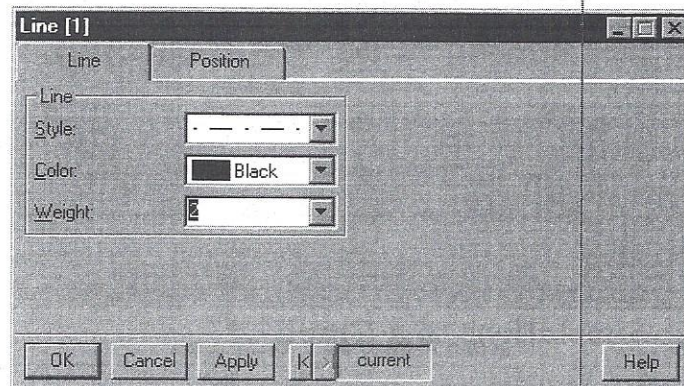 Line [1]
Line Position
Line
Style:
Color: Black
Weight: 2
OK Cancel Apply current Help